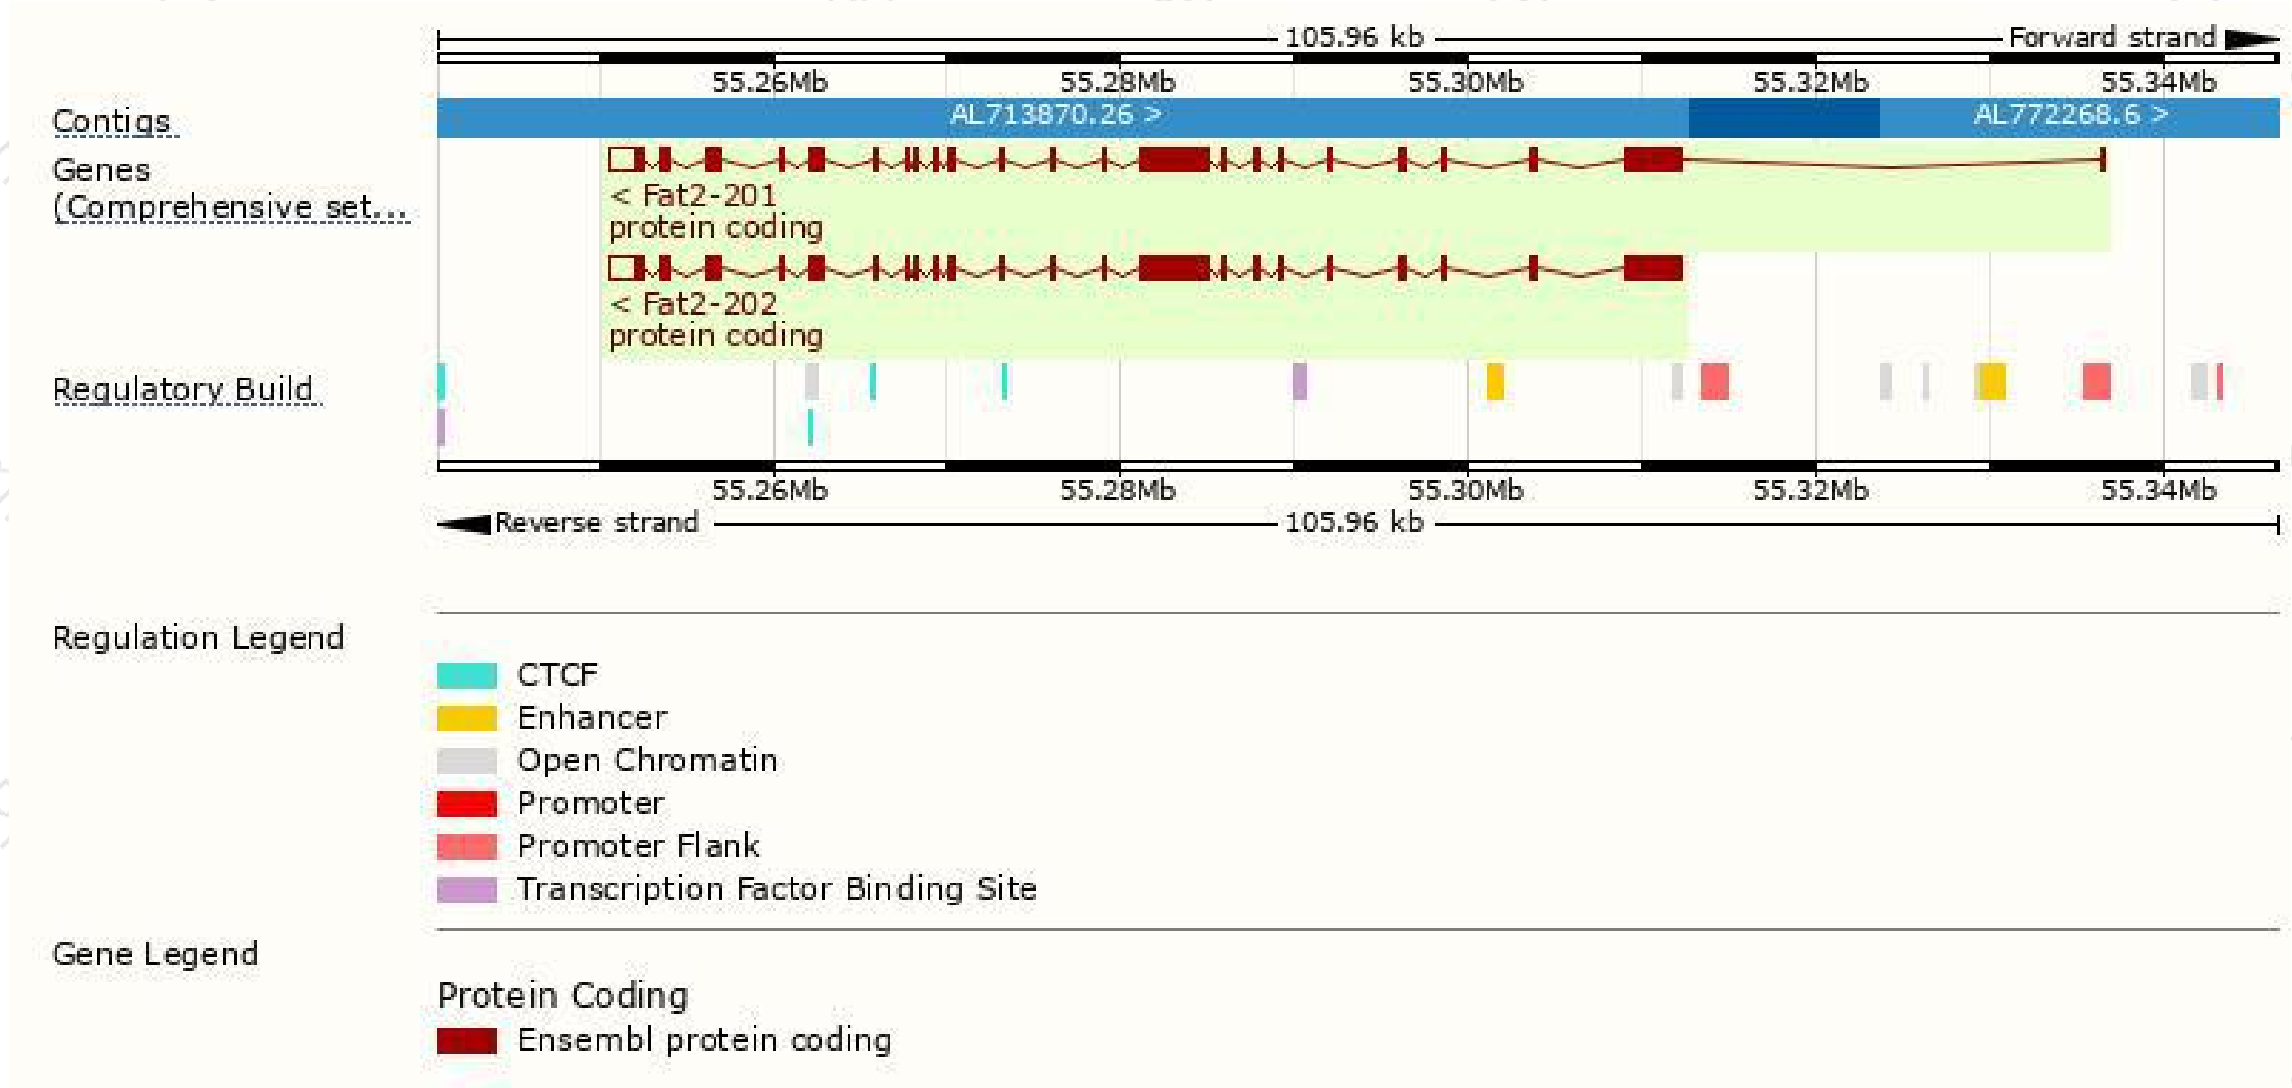 105.96 kb Forward strand
55.26Mb 55.28Mb 55.30Mb 55.32Mb 55.34Mb
Contigs AL713870.26 > AL772268.6 >
Genes
(Comprehensive set...
< Fat2-201
protein coding
< Fat2-202
protein coding
Regulatory Build
55.26Mb 55.28Mb 55.30Mb 55.32Mb 55.34Mb
Reverse strand 105.96 kb
Regulation Legend
CTCF
Enhancer
Open Chromatin
Promoter
Promoter Flank
Transcription Factor Binding Site
Gene Legend
Protein Coding
Ensembl protein coding